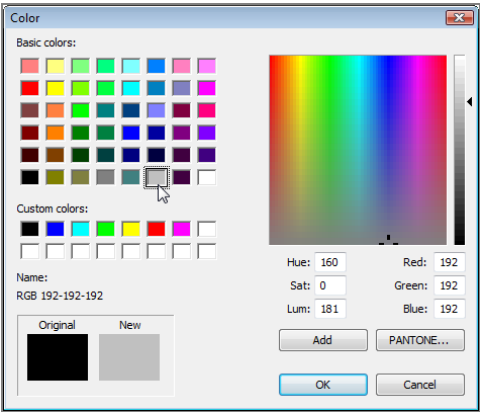 Color
Basic colors:
Custom colors:
Name:
RGB 192-192-192
Original New
Hue: 160 Red: 192
Sat: 0 Green: 192
Lum: 181 Blue: 192
Add PANTONE...
OK Cancel